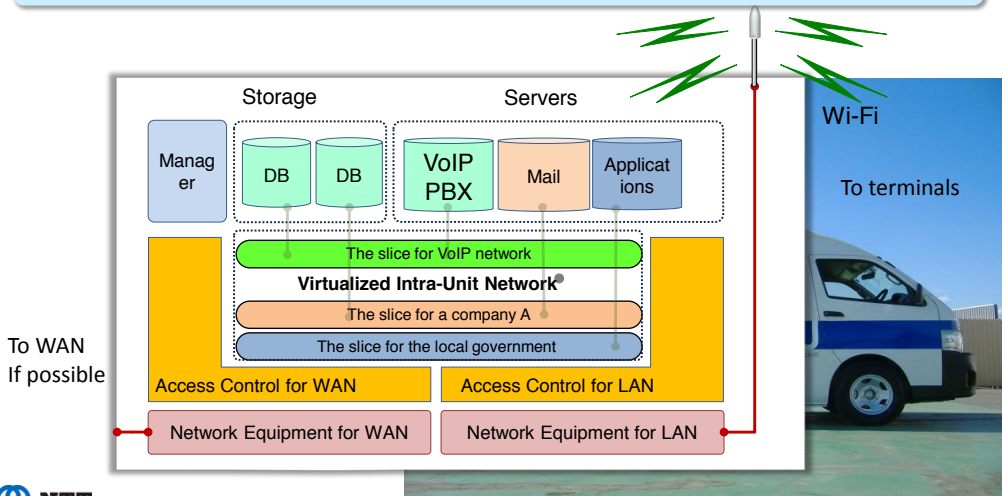 Storage
Servers
Wi-Fi
Manag
er
DB
DB
VoIP
PBX
Mail
Applicat
ions
To terminals
The slice for VoIP network
Virtualized Intra-Unit Network
The slice for a company A
The slice for the local government
To WAN
If possible
Access Control for WAN
Access Control for LAN
Network Equipment for WAN
Network Equipment for LAN
NTT